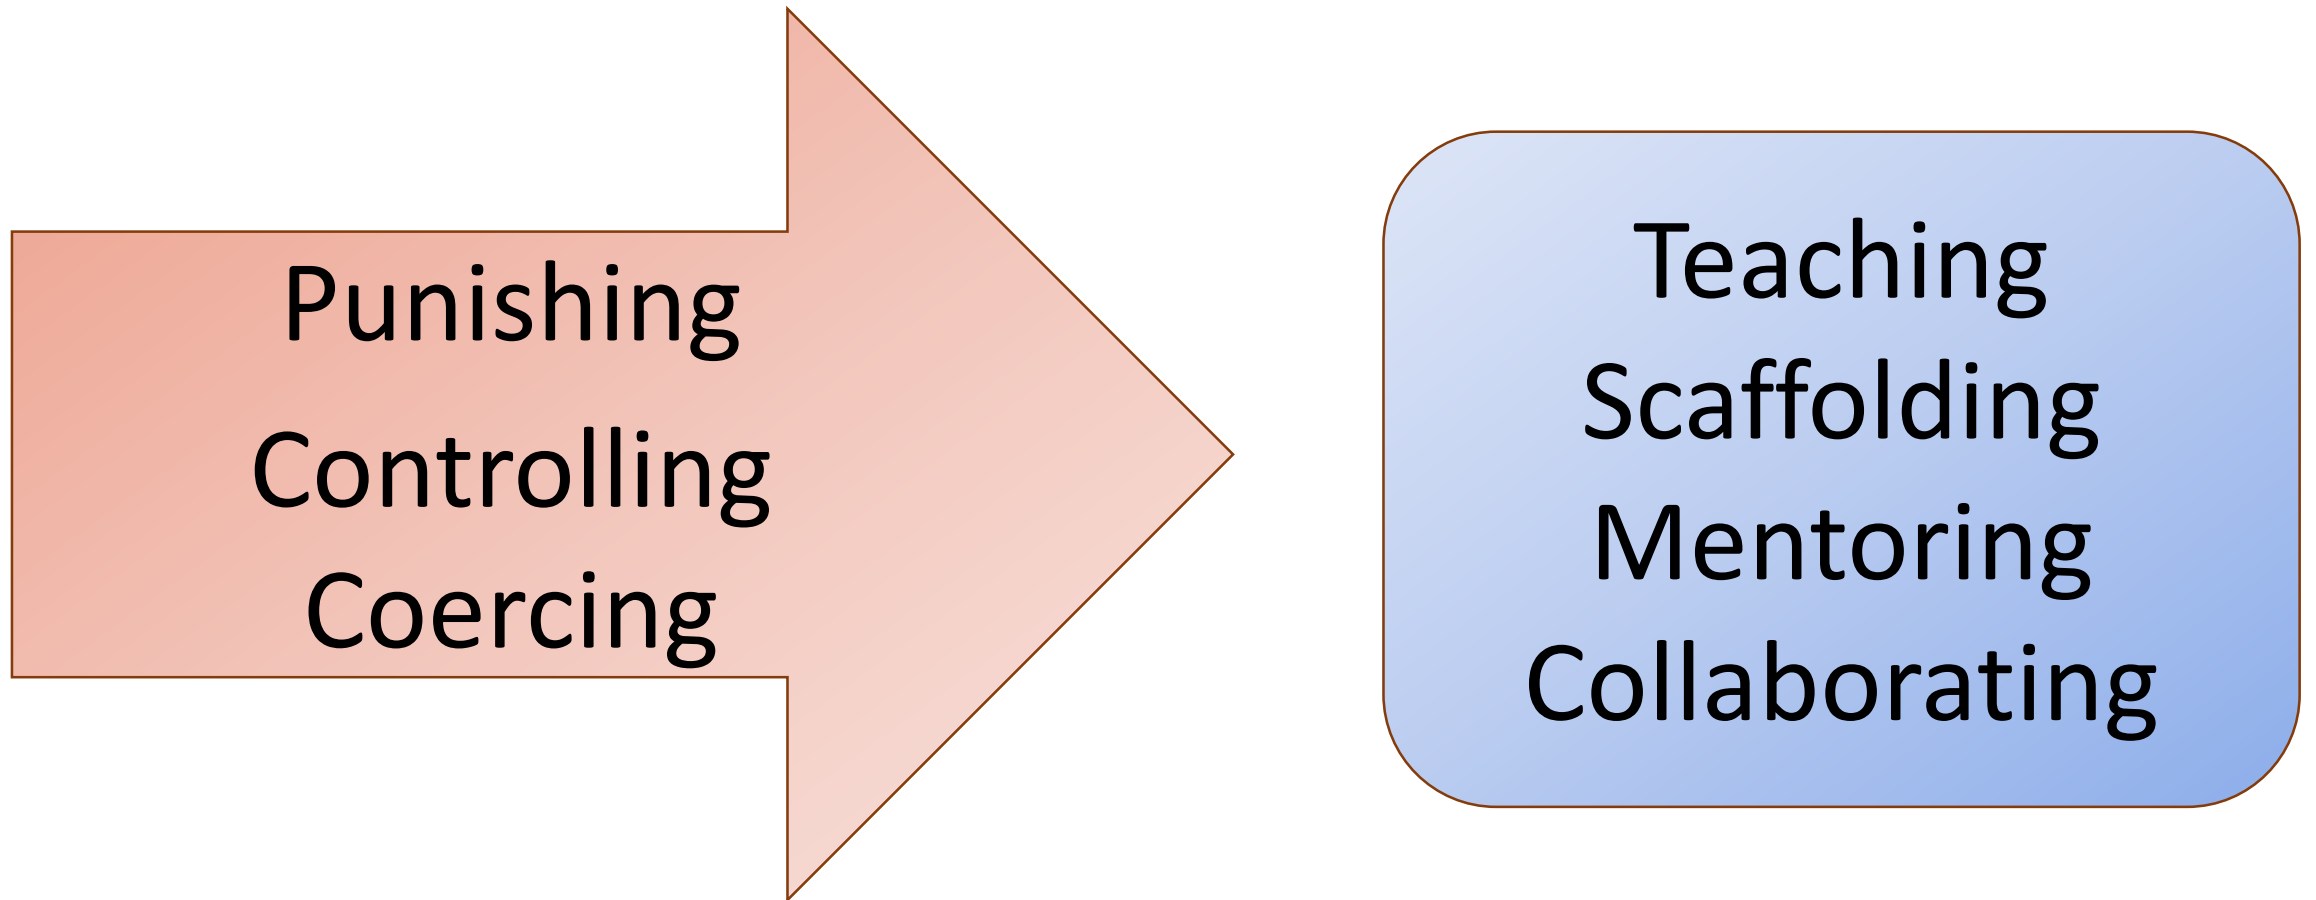 Punishing
Controlling
Coercing
Teaching
Scaffolding
Mentoring
Collaborating